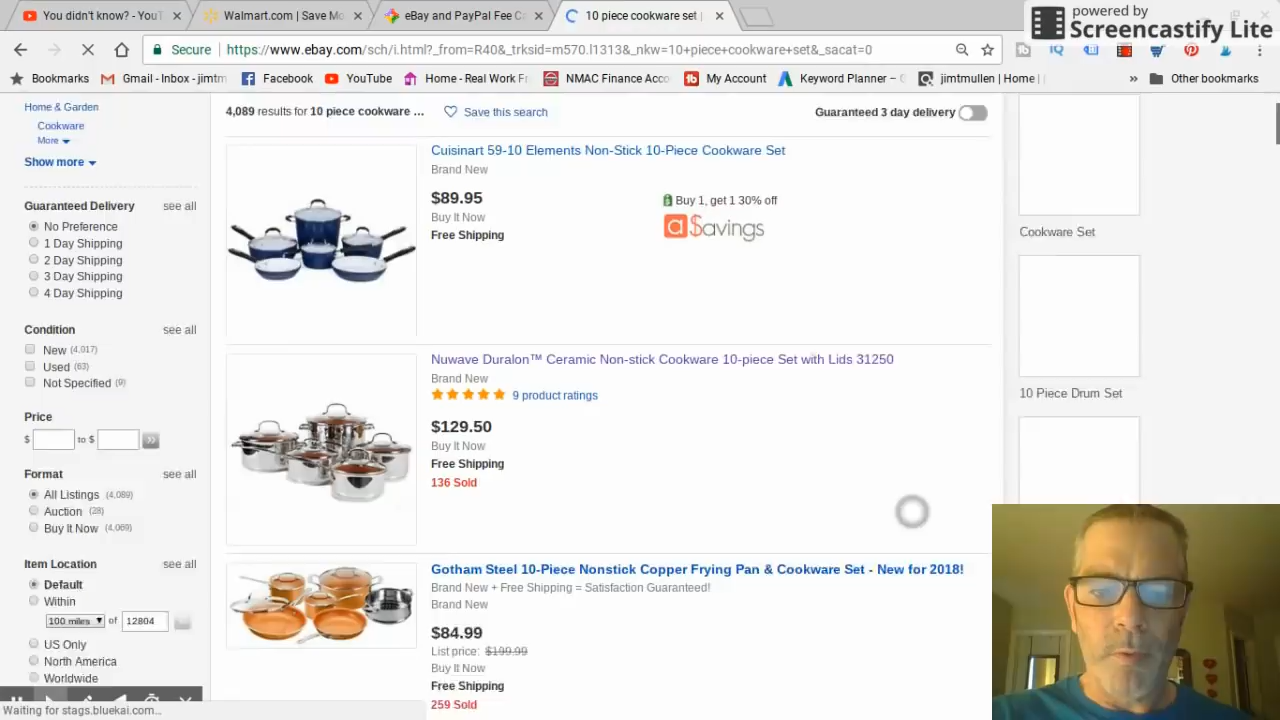 You didn't know? - YouT
Walmart.com | Save Mo
eBay and PayPal Fee Ca
10 piece cookware set |
powered by
Screencastify Lite
Secure
https://www.ebay.com/sch/i.html?_from=R40&_trksid=m570.l1313&_nkw=10+piece+cookware+set&_sacat=0
Bookmarks
Gmail - Inbox - jimtm
Facebook
YouTube
Home - Real Work Fr
NMAC Finance Acco
My Account
Keyword Planner –
jimtmullen | Home |
Other bookmarks
Home & Garden
Cookware
More
Show more
4,089 results for 10 piece cookware ...
Save this search
Guaranteed 3 day delivery
Guaranteed Delivery
see all
No Preference
1 Day Shipping
2 Day Shipping
3 Day Shipping
4 Day Shipping
Condition
see all
New (4,017)
Used (63)
Not Specified (9)
Price
$ to $
Format
see all
All Listings (4,089)
Auction (28)
Buy It Now (4,069)
Item Location
see all
Default
Within
100 miles of 12804
US Only
North America
Worldwide
Waiting for stags.bluekai.com...
Cuisinart 59-10 Elements Non-Stick 10-Piece Cookware Set
Brand New
$89.95
Buy It Now
Free Shipping
Buy 1, get 1 30% off
a $avings
Nuwave Duralon™ Ceramic Non-stick Cookware 10-piece Set with Lids 31250
Brand New
9 product ratings
$129.50
Buy It Now
Free Shipping
136 Sold
Gotham Steel 10-Piece Nonstick Copper Frying Pan & Cookware Set - New for 2018!
Brand New + Free Shipping = Satisfaction Guaranteed!
Brand New
$84.99
List price: $199.99
Buy It Now
Free Shipping
259 Sold
Cookware Set
10 Piece Drum Set